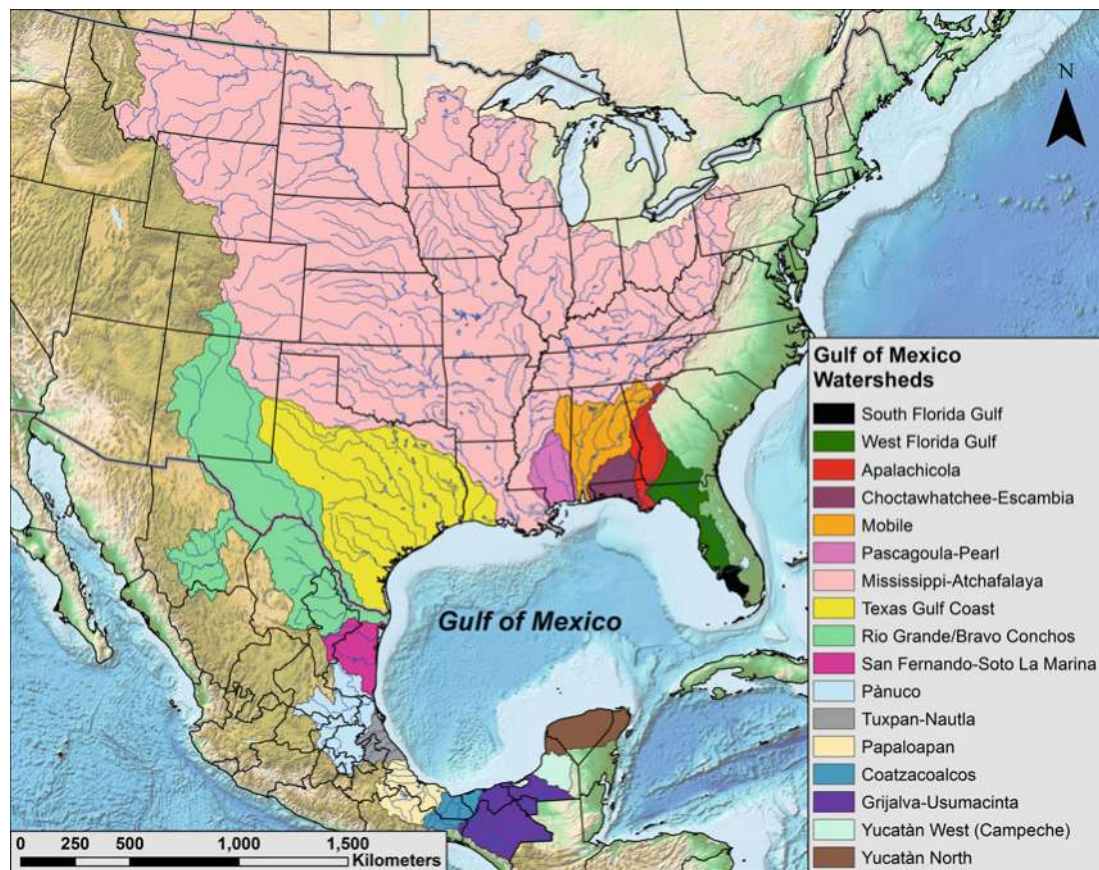 N
Gulf of Mexico
Watersheds
South Florida Gulf
West Florida Gulf
Apalachicola
Choctawhatchee-Escambia
Mobile
Pascagoula-Pearl
Mississippi-Atchafalaya
Texas Gulf Coast
Rio Grande/Bravo Conchos
San Fernando-Soto La Marina
Pànuco
Tuxpan-Nautla
Papaloapan
Coatzacoalcos
Grijalva-Usumacinta
Yucatàn West (Campeche)
Yucatàn North
Gulf of Mexico
0 250 500 1,000 1,500
Kilometers